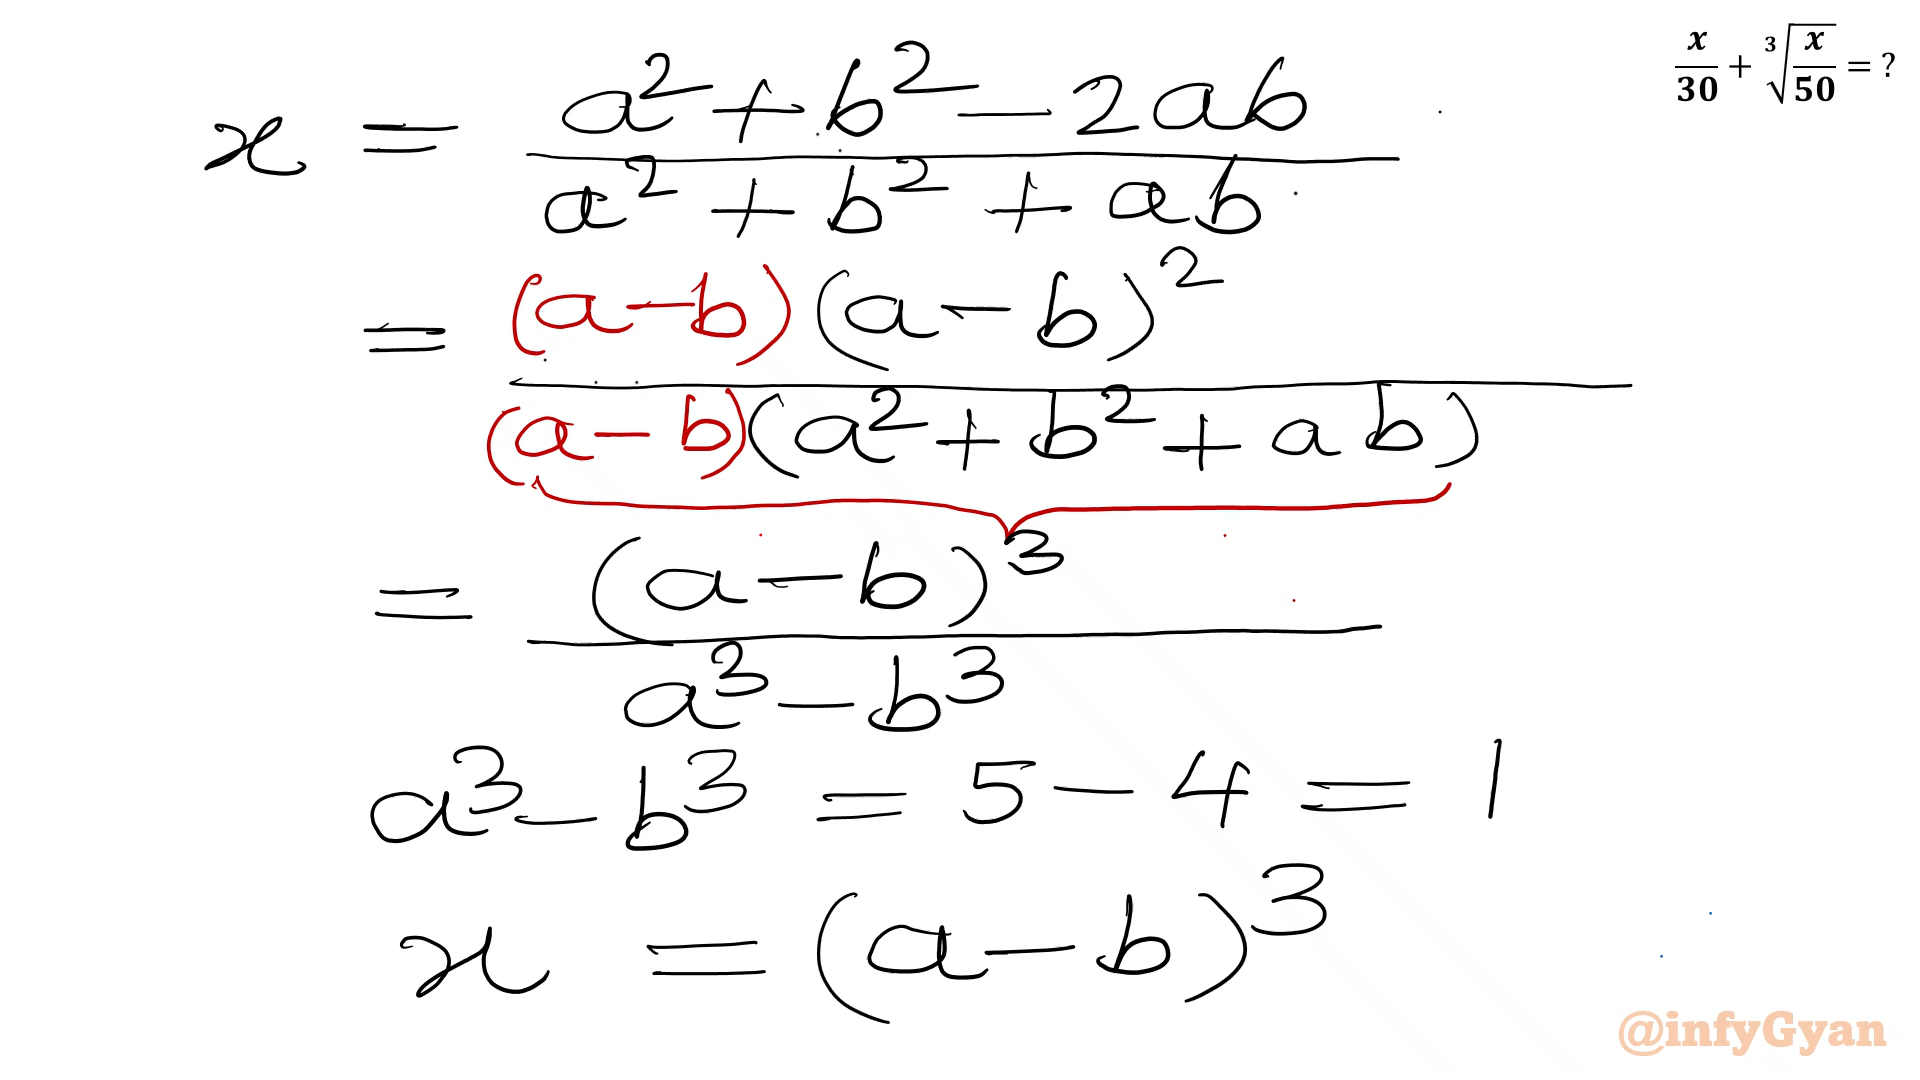 x/30 + ∛(x/50) = ?
x = (a² + b² − 2ab)/(a² + b² + ab)
= (a−b)(a−b)²/(a−b)(a² + b² + ab)
= (a−b)³/(a³ − b³)
a³ − b³ = 5 − 4 = 1
x = (a−b)³
@infyGyan